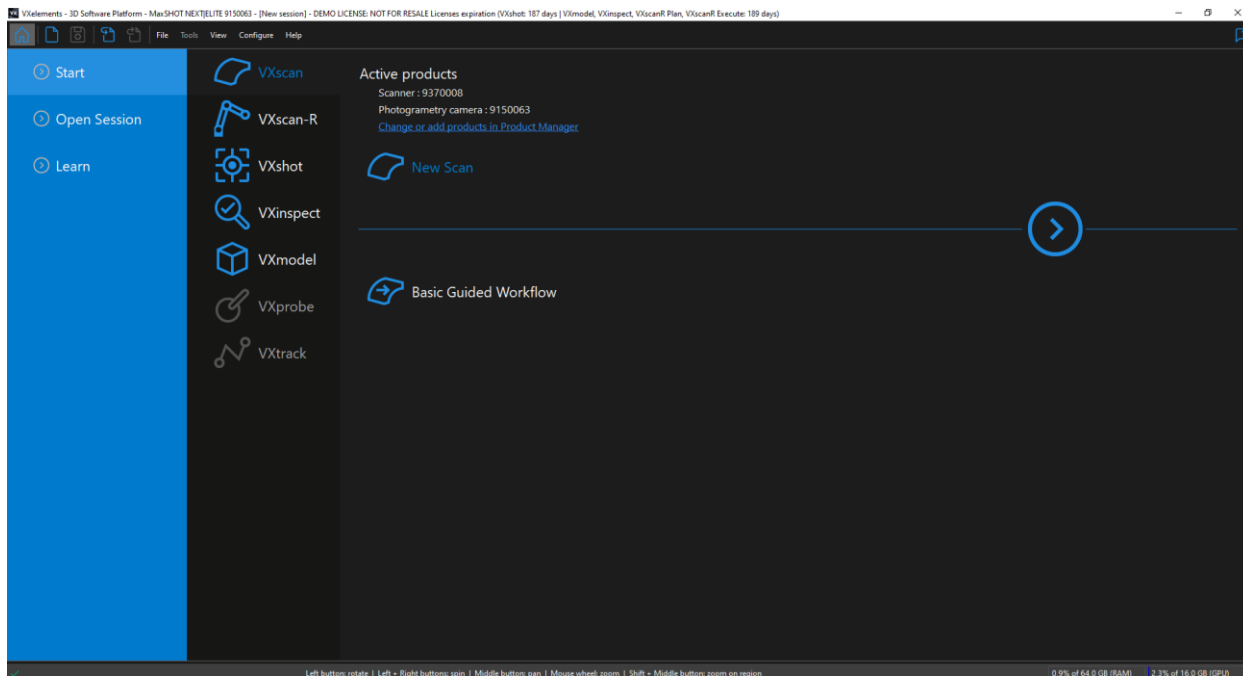 VXelements - 3D Software Platform - MaxSHOT NEXT|ELITE 9150063 - [New session] - DEMO LICENSE: NOT FOR RESALE Licenses expiration (VXshot: 187 days | VXmodel, VXinspect, VXscanR Plan, VXscanR Execute: 189 days)
File Tools View Configure Help
Start
Open Session
Learn
VXscan
VXscan-R
VXshot
VXinspect
VXmodel
VXprobe
VXtrack
Active products
Scanner : 9370008
Photogrametry camera : 9150063
Change or add products in Product Manager
New Scan
Basic Guided Workflow
Left button: rotate | Left + Right buttons: spin | Middle button: pan | Mouse wheel: zoom | Shift + Middle button: zoom on region
0.9% of 64.0 GB (RAM) 2.3% of 16.0 GB (GPU)